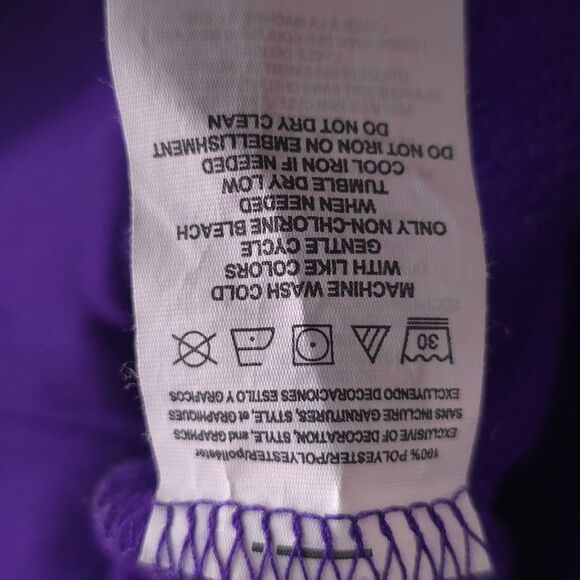 100% POLYESTER/POLYESTER/poliéster
EXCLUSIVE OF DECORATION, STYLE and GRAPHICS
SANS INCLURE GARNITURES, STYLE, et GRAPHIQUES
EXCLUYENDO DECORACIONES ESTILO Y GRAFICOS
30
MACHINE WASH COLD
WITH LIKE COLORS
GENTLE CYCLE
ONLY NON-CHLORINE BLEACH
WHEN NEEDED
TUMBLE DRY LOW
COOL IRON IF NEEDED
DO NOT IRON ON EMBELLISHMENT
DO NOT DRY CLEAN